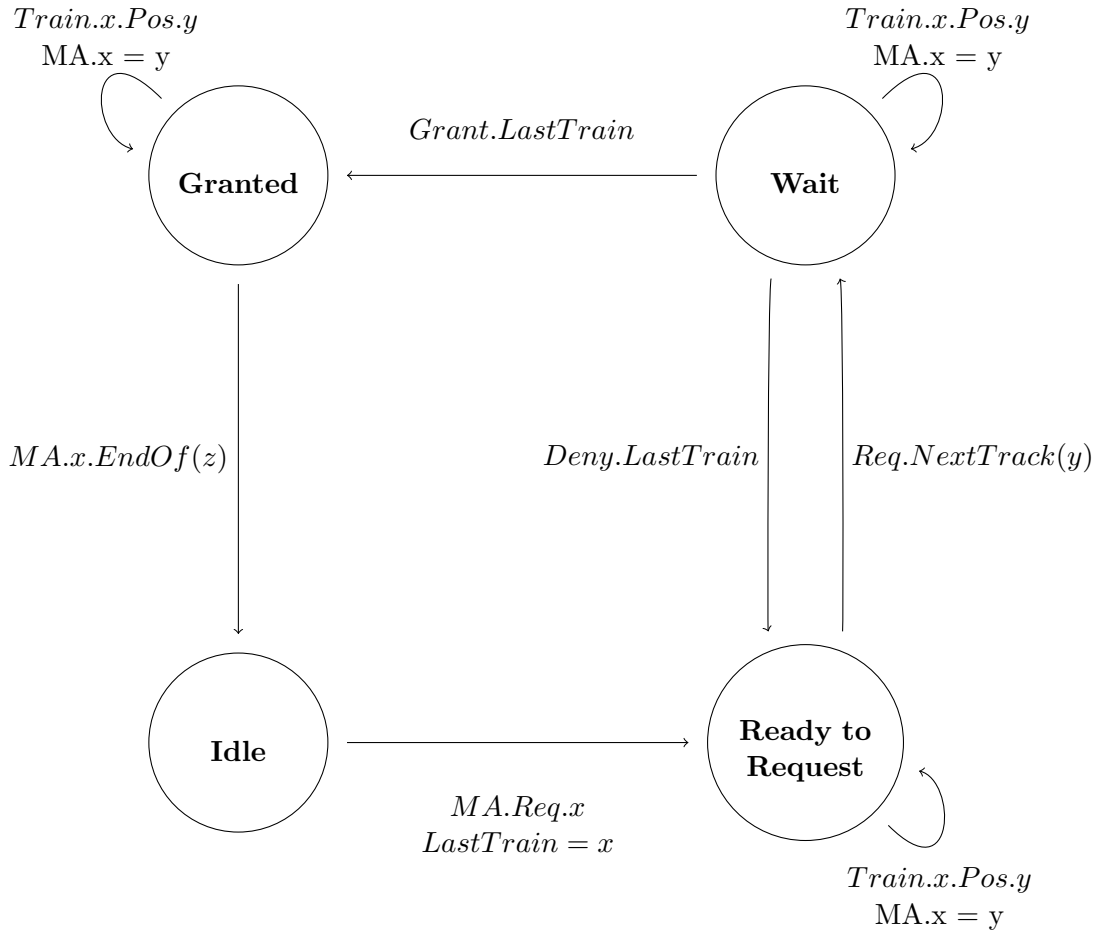 Train.x.Pos.y
MA.x = y
Train.x.Pos.y
MA.x = y
Grant.LastTrain
Granted
Wait
MA.x.EndOf(z)
Deny.LastTrain
Req.NextTrack(y)
Idle
Ready to
Request
MA.Req.x
LastTrain = x
Train.x.Pos.y
MA.x = y